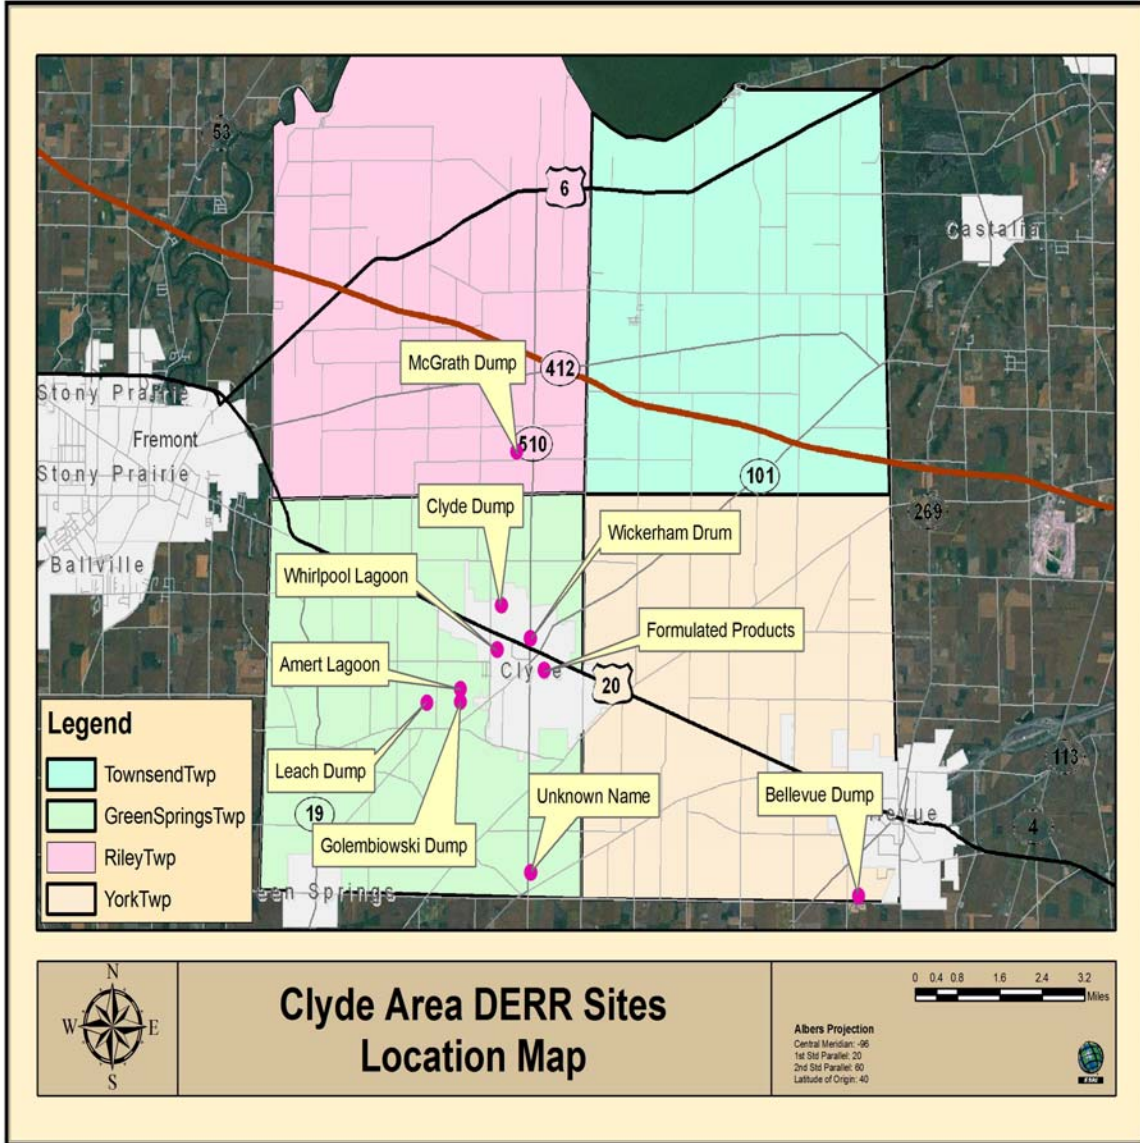 53
6
Castalia
McGrath Dump
412
Stony Prairie
Fremont
510
Stony Prairie
101
Clyde Dump
269
Wickerham Drum
Ballville
Whirlpool Lagoon
Formulated Products
Amert Lagoon
Clyde
20
Legend
TownsendTwp
GreenSpringsTwp
RileyTwp
YorkTwp
Leach Dump
113
Unknown Name
Bellevue Dump
19
evue
4
Golembiowski Dump
een Springs
N
W
E
S
Clyde Area DERR Sites
Location Map
0 0.4 0.8 1.6 2.4 3.2
Miles
Albers Projection
Central Meridian: -96
1st Std Parallel: 20
2nd Std Parallel: 60
Latitude of Origin: 40
ESRI